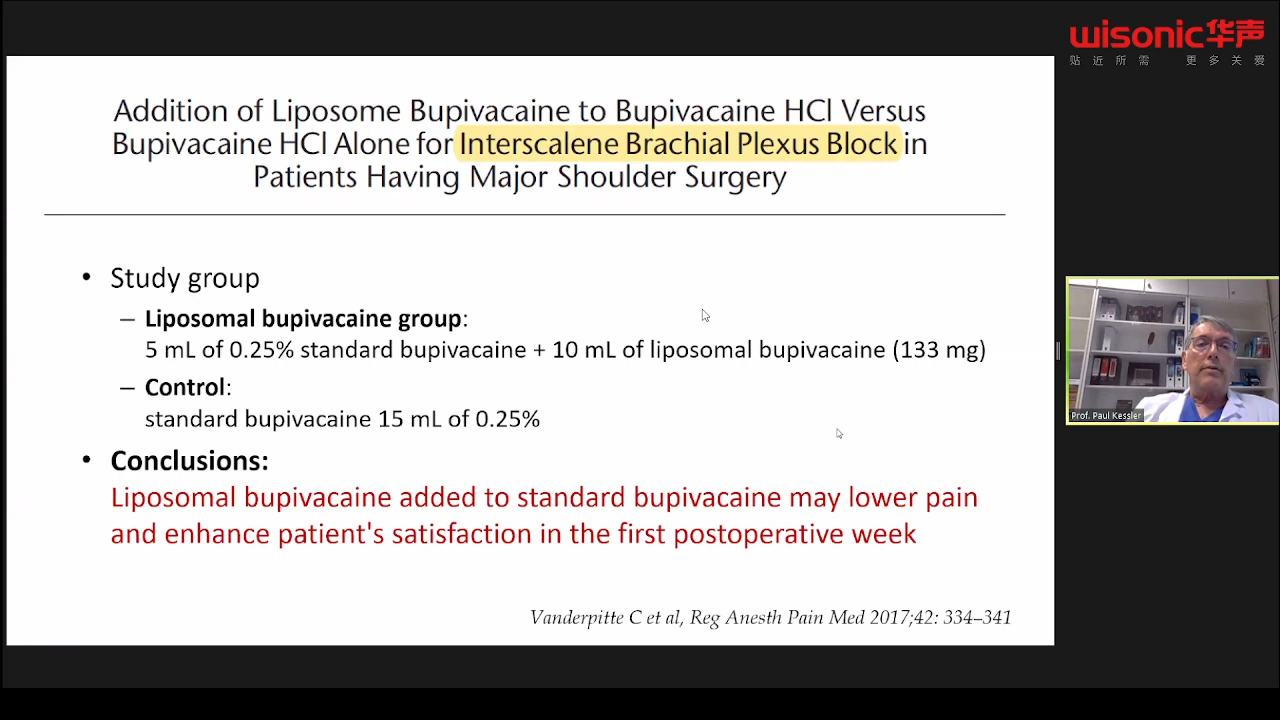 wisonic华声
贴近所需 更多关爱
Addition of Liposome Bupivacaine to Bupivacaine HCl Versus
Bupivacaine HCl Alone for Interscalene Brachial Plexus Block in
Patients Having Major Shoulder Surgery
• Study group
– Liposomal bupivacaine group:
5 mL of 0.25% standard bupivacaine + 10 mL of liposomal bupivacaine (133 mg)
– Control:
standard bupivacaine 15 mL of 0.25%
• Conclusions:
Liposomal bupivacaine added to standard bupivacaine may lower pain
and enhance patient's satisfaction in the first postoperative week
Vanderpitte C et al, Reg Anesth Pain Med 2017;42: 334–341
Prof. Paul Kessler